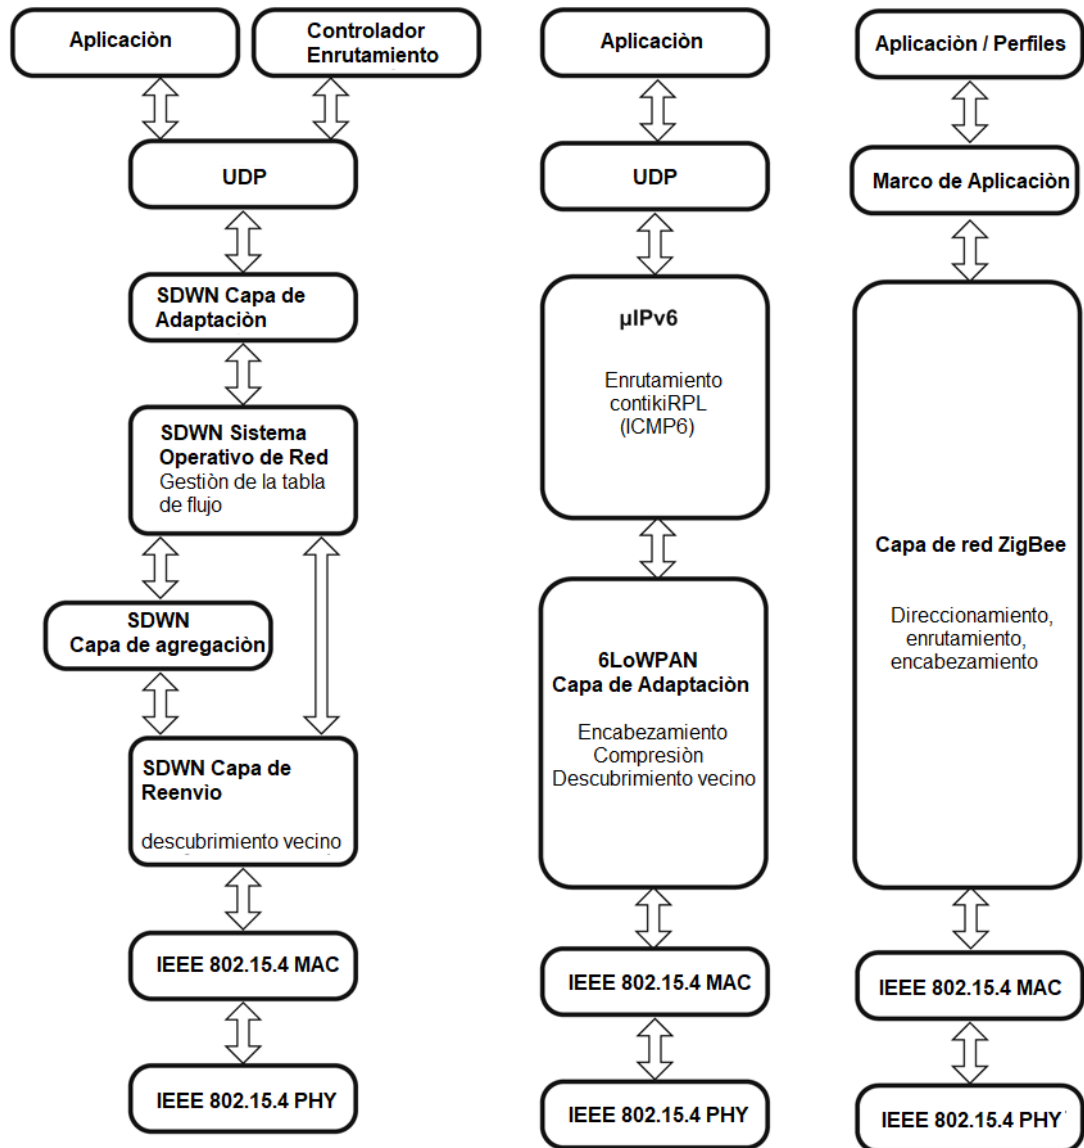 Aplicaciòn
Controlador
Enrutamiento
UDP
SDWN Capa de
Adaptaciòn
SDWN Sistema
Operativo de Red
Gestiòn de la tabla
de flujo
SDWN
Capa de agregaciòn
SDWN Capa de
Reenvìo
descubrimiento vecino
IEEE 802.15.4 MAC
IEEE 802.15.4 PHY
Aplicaciòn
UDP
µIPv6
Enrutamiento
contikiRPL
(ICMP6)
6LoWPAN
Capa de Adaptaciòn
Encabezamiento
Compresiòn
Descubrimiento vecino
IEEE 802.15.4 MAC
IEEE 802.15.4 PHY
Aplicaciòn / Perfiles
Marco de Aplicaciòn
Capa de red ZigBee
Direccionamiento,
enrutamiento,
encabezamiento
IEEE 802.15.4 MAC
IEEE 802.15.4 PHY